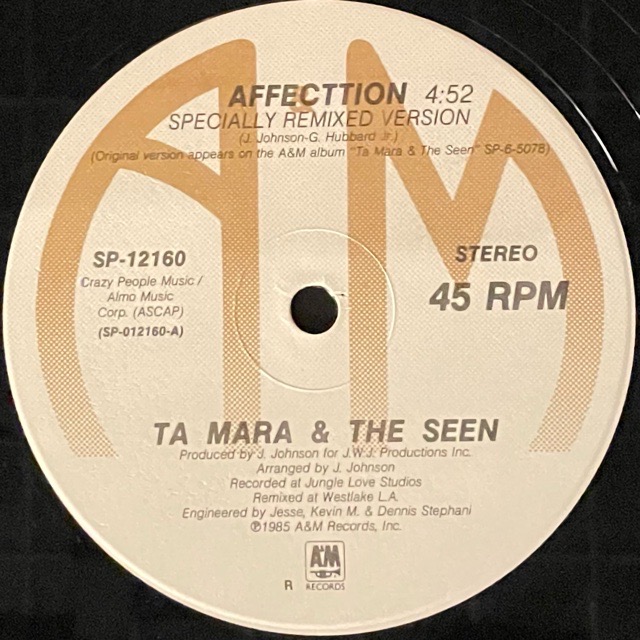 AFFECTTION 4:52
SPECIALLY REMIXED VERSION
(J. Johnson-G. Hubbard Jr.)
(Original version appears on the A&M album "Ta Mara & The Seen" SP-6-5078)
SP-12160
Crazy People Music /
Almo Music
Corp. (ASCAP)
(SP-012160-A)
STEREO
45 RPM
TA MARA & THE SEEN
Produced by J. Johnson for J.W.J. Productions Inc.
Arranged by J. Johnson
Recorded at Jungle Love Studios
Remixed at Westlake L.A.
Engineered by Jesse, Kevin M. & Dennis Stephani
℗1985 A&M Records, Inc.
R
A&M
RECORDS